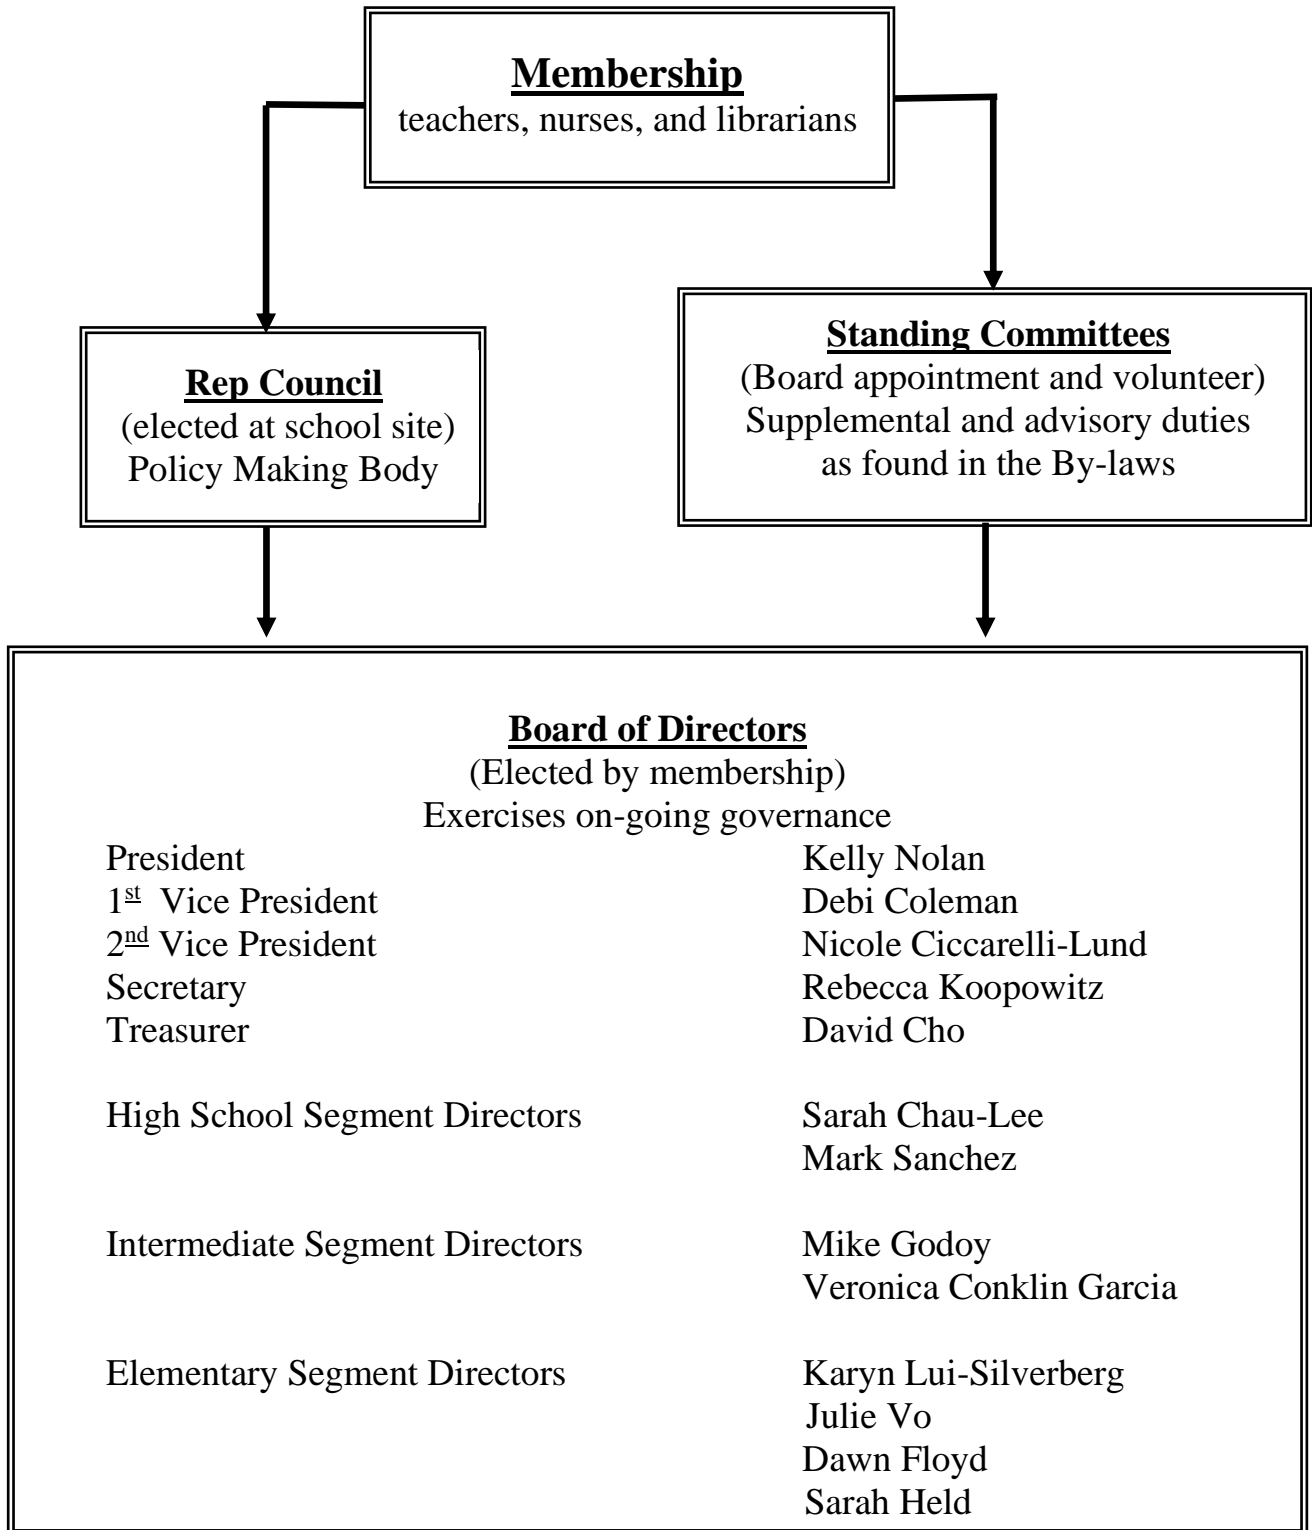 Membership
teachers, nurses, and librarians
Rep Council
(elected at school site)
Policy Making Body
Standing Committees
(Board appointment and volunteer)
Supplemental and advisory duties
as found in the By-laws
Board of Directors
(Elected by membership)
Exercises on-going governance
President Kelly Nolan
1st Vice President Debi Coleman
2nd Vice President Nicole Ciccarelli-Lund
Secretary Rebecca Koopowitz
Treasurer David Cho
High School Segment Directors Sarah Chau-Lee
Mark Sanchez
Intermediate Segment Directors Mike Godoy
Veronica Conklin Garcia
Elementary Segment Directors Karyn Lui-Silverberg
Julie Vo
Dawn Floyd
Sarah Held